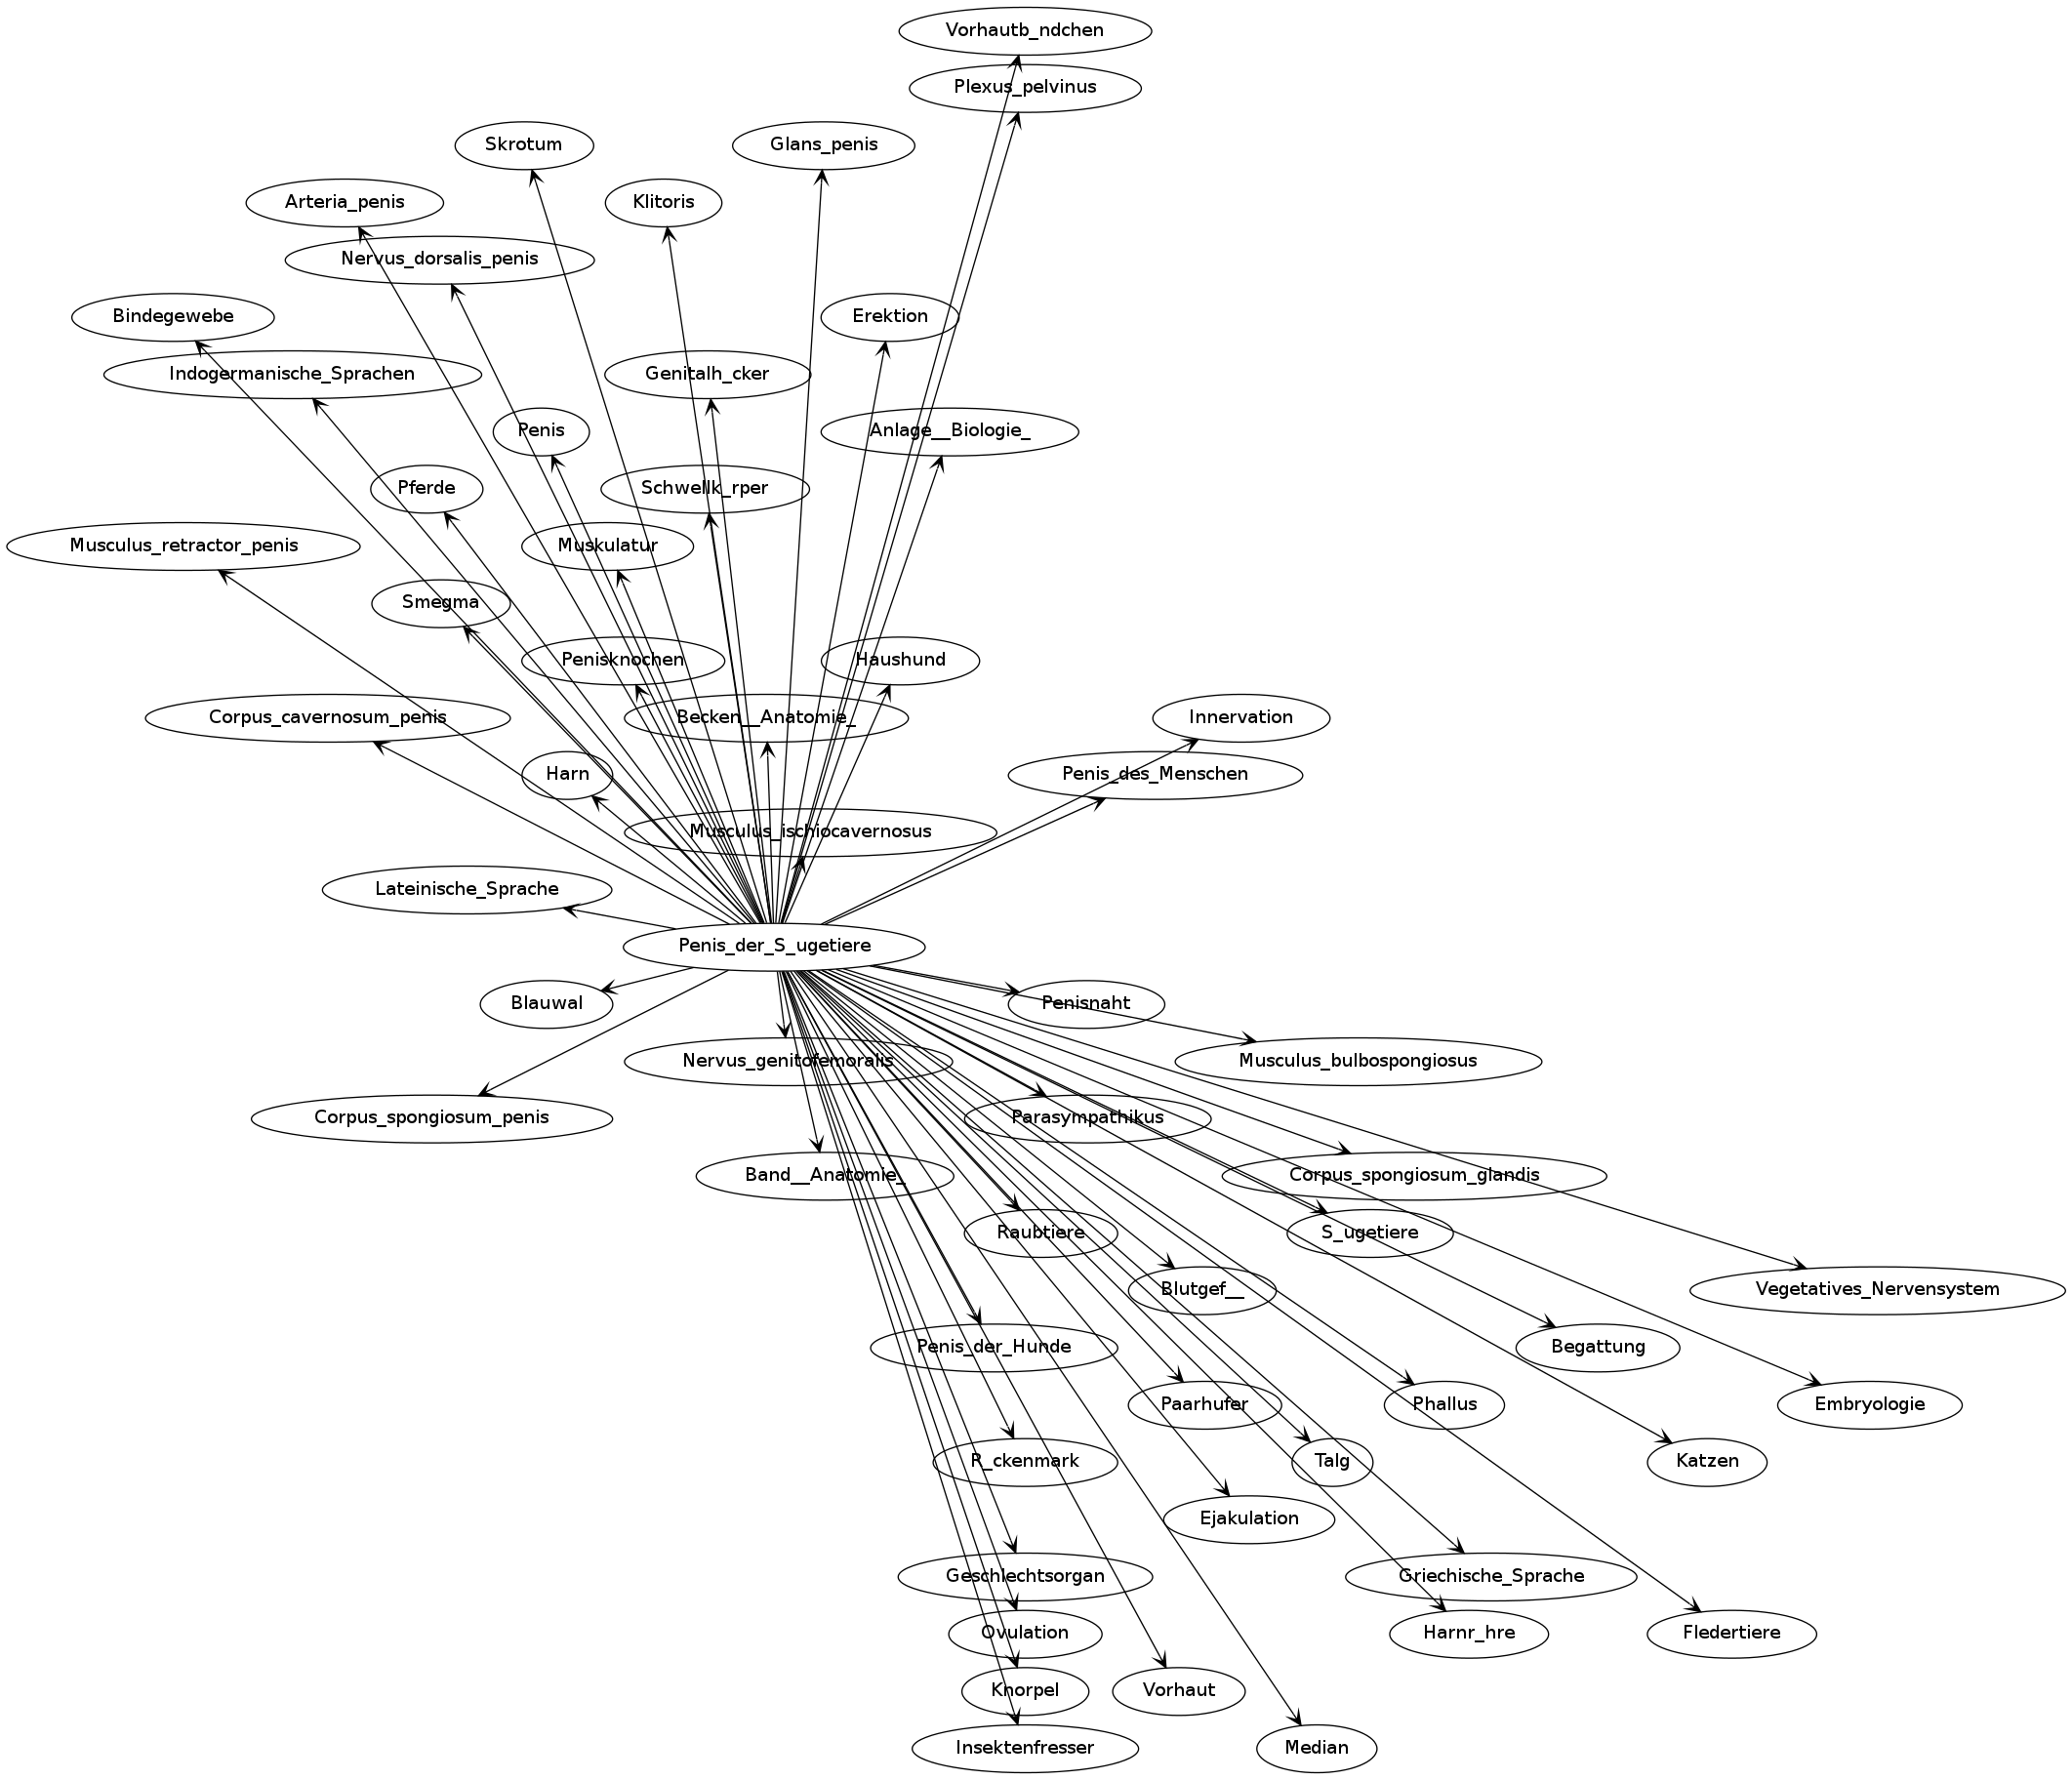 Vorhautb_ndchen
Plexus_pelvinus
Skrotum
Glans_penis
Arteria_penis
Klitoris
Nervus_dorsalis_penis
Bindegewebe
Erektion
Indogermanische_Sprachen
Genitalh_cker
Penis
Anlage__Biologie_
Pferde
Schwellk_rper
Musculus_retractor_penis
Muskulatur
Smegma
Penisknochen
Haushund
Corpus_cavernosum_penis
Becken__Anatomie_
Innervation
Harn
Penis_des_Menschen
Musculus_ischiocavernosus
Lateinische_Sprache
Penis_der_S_ugetiere
Blauwal
Penisnaht
Nervus_genitofemoralis
Musculus_bulbospongiosus
Corpus_spongiosum_penis
Parasympathikus
Band__Anatomie_
Corpus_spongiosum_glandis
Raubtiere
S_ugetiere
Blutgef__
Vegetatives_Nervensystem
Penis_der_Hunde
Begattung
Paarhufer
Phallus
Embryologie
R_ckenmark
Talg
Katzen
Ejakulation
Geschlechtsorgan
Griechische_Sprache
Ovulation
Harnr_hre
Fledertiere
Knorpel
Vorhaut
Insektenfresser
Median